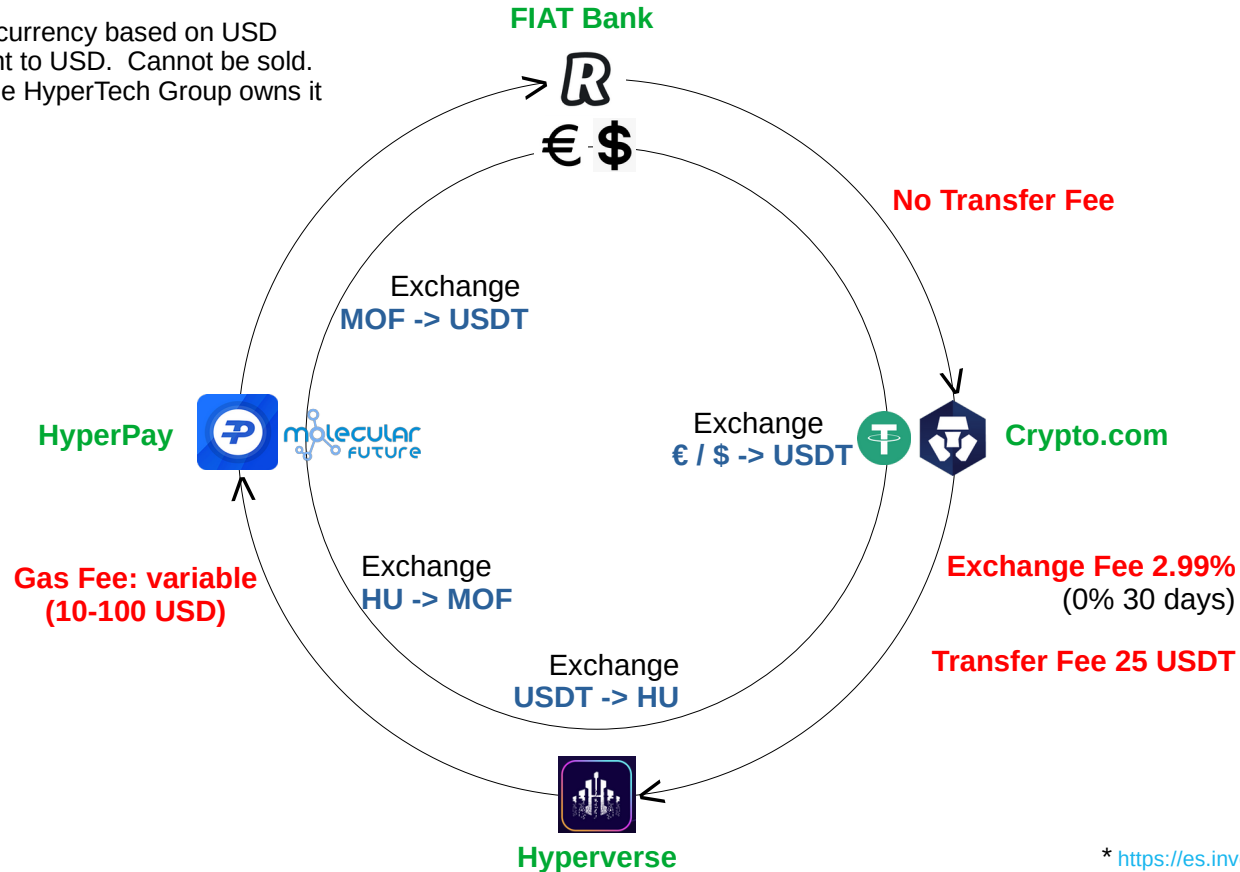 FIAT Bank
currency based on USD
nt to USD.  Cannot be sold.
e HyperTech Group owns it
R
€ $
No Transfer Fee
Exchange
MOF -> USDT
HyperPay
molecular
FUTURE
Exchange
€ / $ -> USDT
Crypto.com
Gas Fee: variable
(10-100 USD)
Exchange
HU -> MOF
Exchange Fee 2.99%
(0% 30 days)
Exchange
USDT -> HU
Transfer Fee 25 USDT
Hyperverse
* https://es.inv